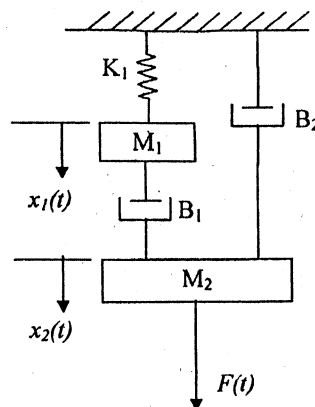 K₁
B₂
M₁
x₁(t)
B₁
M₂
x₂(t)
F(t)